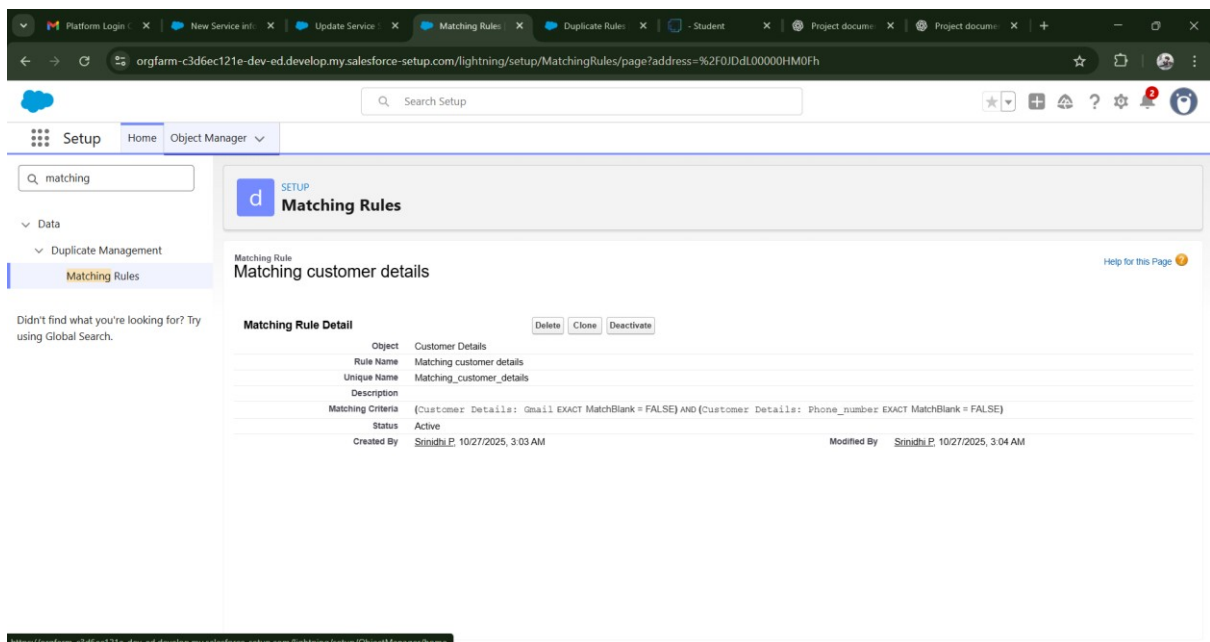 Platform Login C
New Service info
Update Service S
Matching Rules |
Duplicate Rules
- Student
Project docume
Project docume
orgfarm-c3d6ec121e-dev-ed.develop.my.salesforce-setup.com/lightning/setup/MatchingRules/page?address=%2F0JDdL00000HM0Fh
Search Setup
2
Setup
Home
Object Manager
matching
Data
Duplicate Management
Matching Rules
Didn't find what you're looking for? Try
using Global Search.
SETUP
Matching Rules
Matching Rule
Matching customer details
Help for this Page
Matching Rule Detail
Delete Clone Deactivate
Object Customer Details
Rule Name Matching customer details
Unique Name Matching_customer_details
Description
Matching Criteria (Customer Details: Gmail EXACT MatchBlank = FALSE) AND (Customer Details: Phone_number EXACT MatchBlank = FALSE)
Status Active
Created By Srinidhi P, 10/27/2025, 3:03 AM Modified By Srinidhi P, 10/27/2025, 3:04 AM